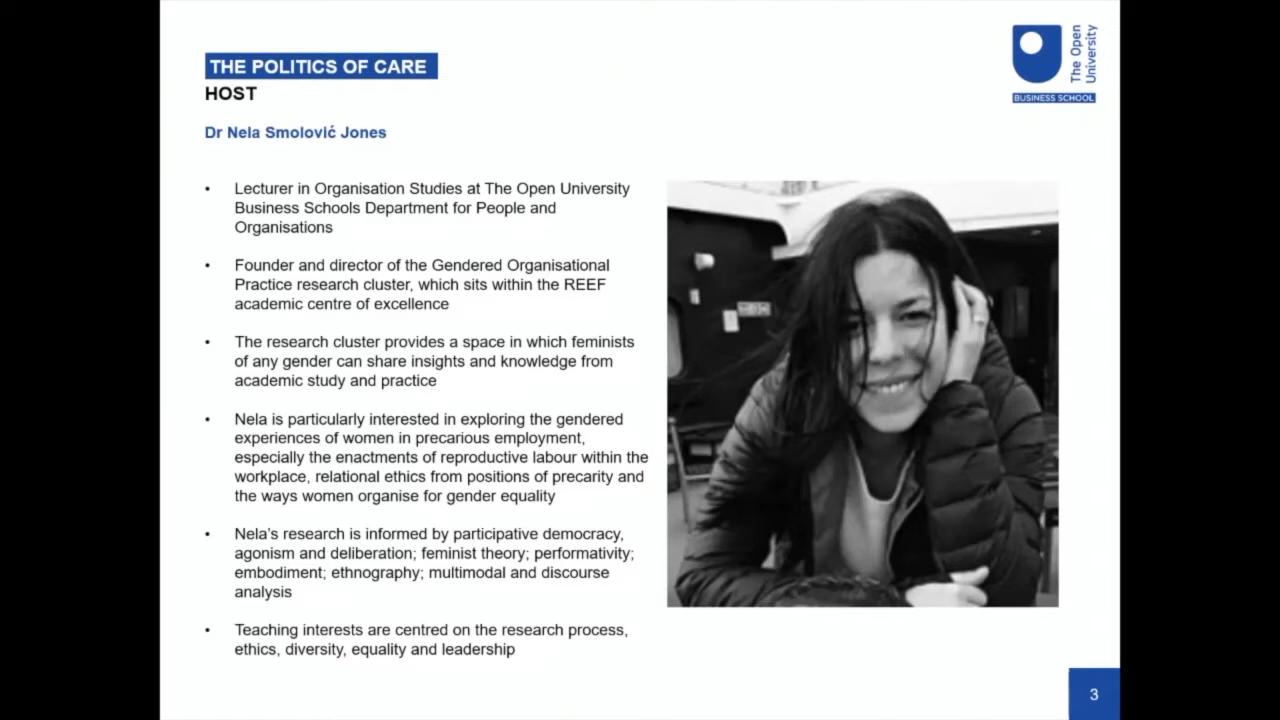 THE POLITICS OF CARE
HOST
The Open
University
BUSINESS SCHOOL
Dr Nela Smolović Jones
• Lecturer in Organisation Studies at The Open University
Business Schools Department for People and
Organisations
• Founder and director of the Gendered Organisational
Practice research cluster, which sits within the REEF
academic centre of excellence
• The research cluster provides a space in which feminists
of any gender can share insights and knowledge from
academic study and practice
• Nela is particularly interested in exploring the gendered
experiences of women in precarious employment,
especially the enactments of reproductive labour within the
workplace, relational ethics from positions of precarity and
the ways women organise for gender equality
• Nela's research is informed by participative democracy,
agonism and deliberation; feminist theory; performativity;
embodiment; ethnography; multimodal and discourse
analysis
• Teaching interests are centred on the research process,
ethics, diversity, equality and leadership
3